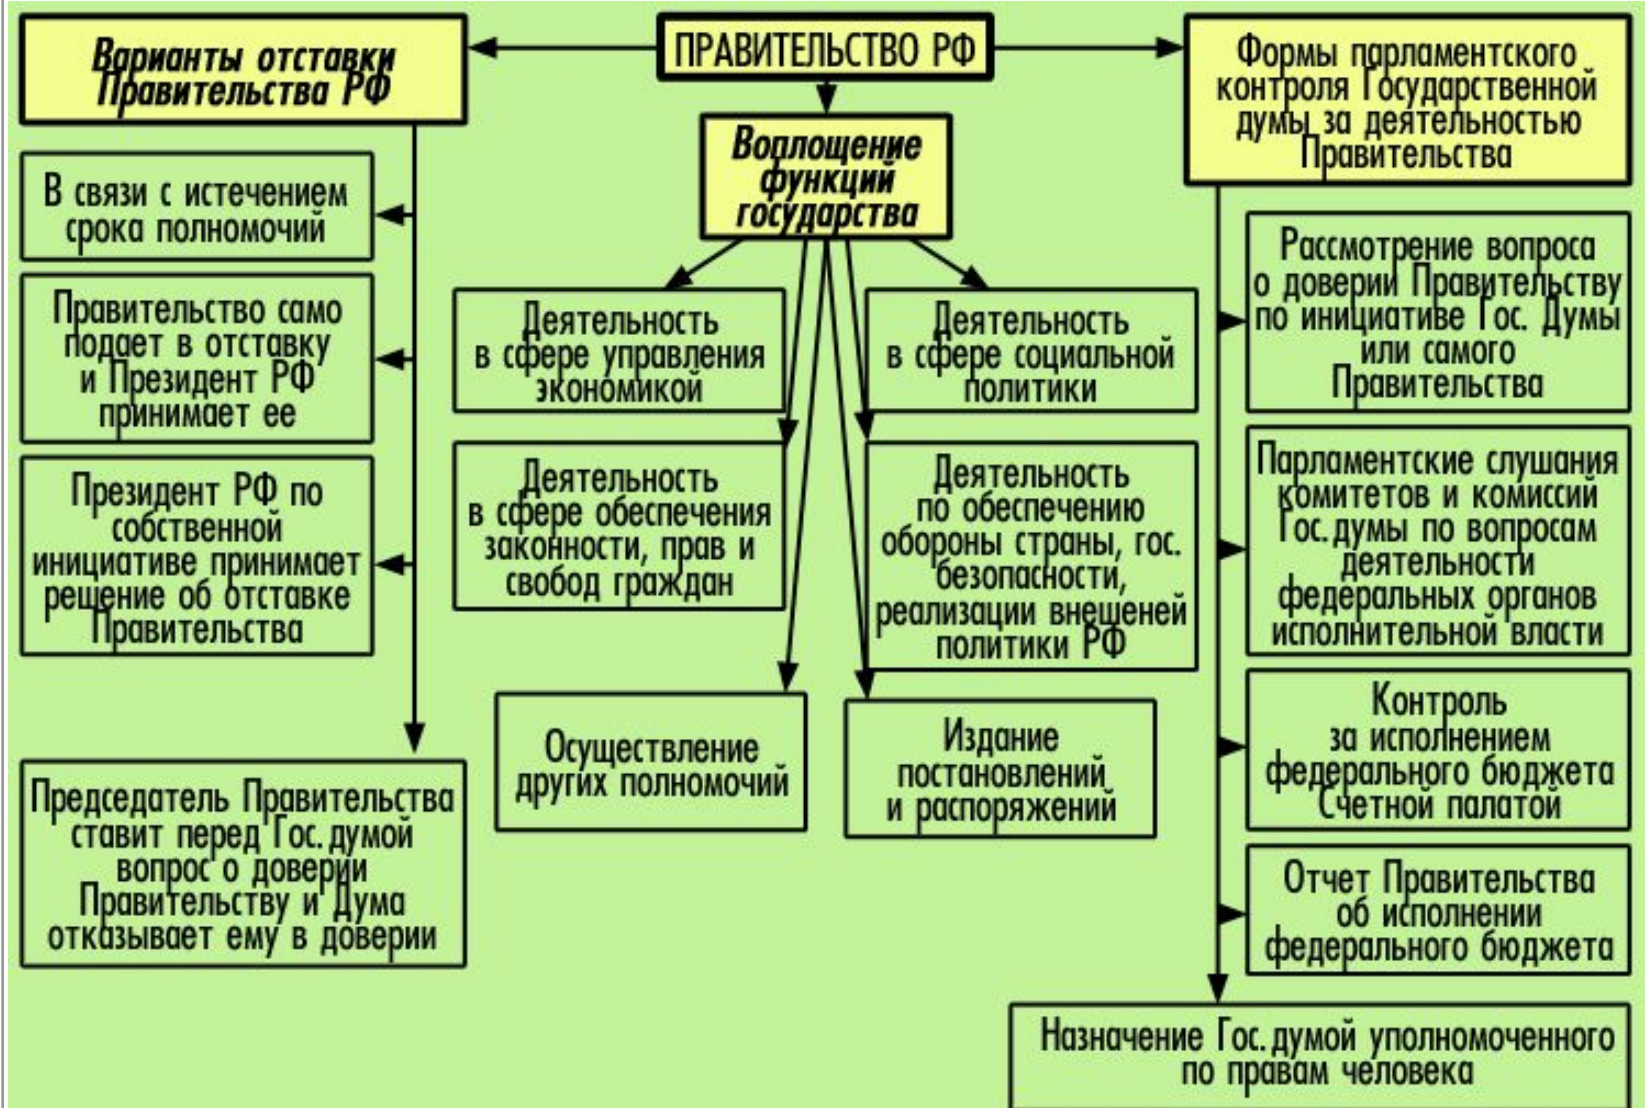 ПРАВИТЕЛЬСТВО РФ
Варианты отставки
Правительства РФ
В связи с истечением
срока полномочий
Правительство само
подает в отставку
и Президент РФ
принимает ее
Президент РФ по
собственной
инициативе принимает
решение об отставке
Правительства
Председатель Правительства
ставит перед Гос. думой
вопрос о доверии
Правительству и Дума
отказывает ему в доверии
Воплощение
функций
государства
Деятельность
в сфере управления
экономикой
Деятельность
в сфере социальной
политики
Деятельность
в сфере обеспечения
законности, прав и
свобод граждан
Деятельность
по обеспечению
обороны страны, гос.
безопасности,
реализации внешеней
политики РФ
Осуществление
других полномочий
Издание
постановлений
и распоряжений
Формы парламентского
контроля Государственной
думы за деятельностью
Правительства
Рассмотрение вопроса
о доверии Правительству
по инициативе Гос. Думы
или самого
Правительства
Парламентские слушания
комитетов и комиссий
Гос. думы по вопросам
деятельности
федеральных органов
исполнительной власти
Контроль
за исполнением
федерального бюджета
Счетной палатой
Отчет Правительства
об исполнении
федерального бюджета
Назначение Гос. думой уполномоченного
по правам человека